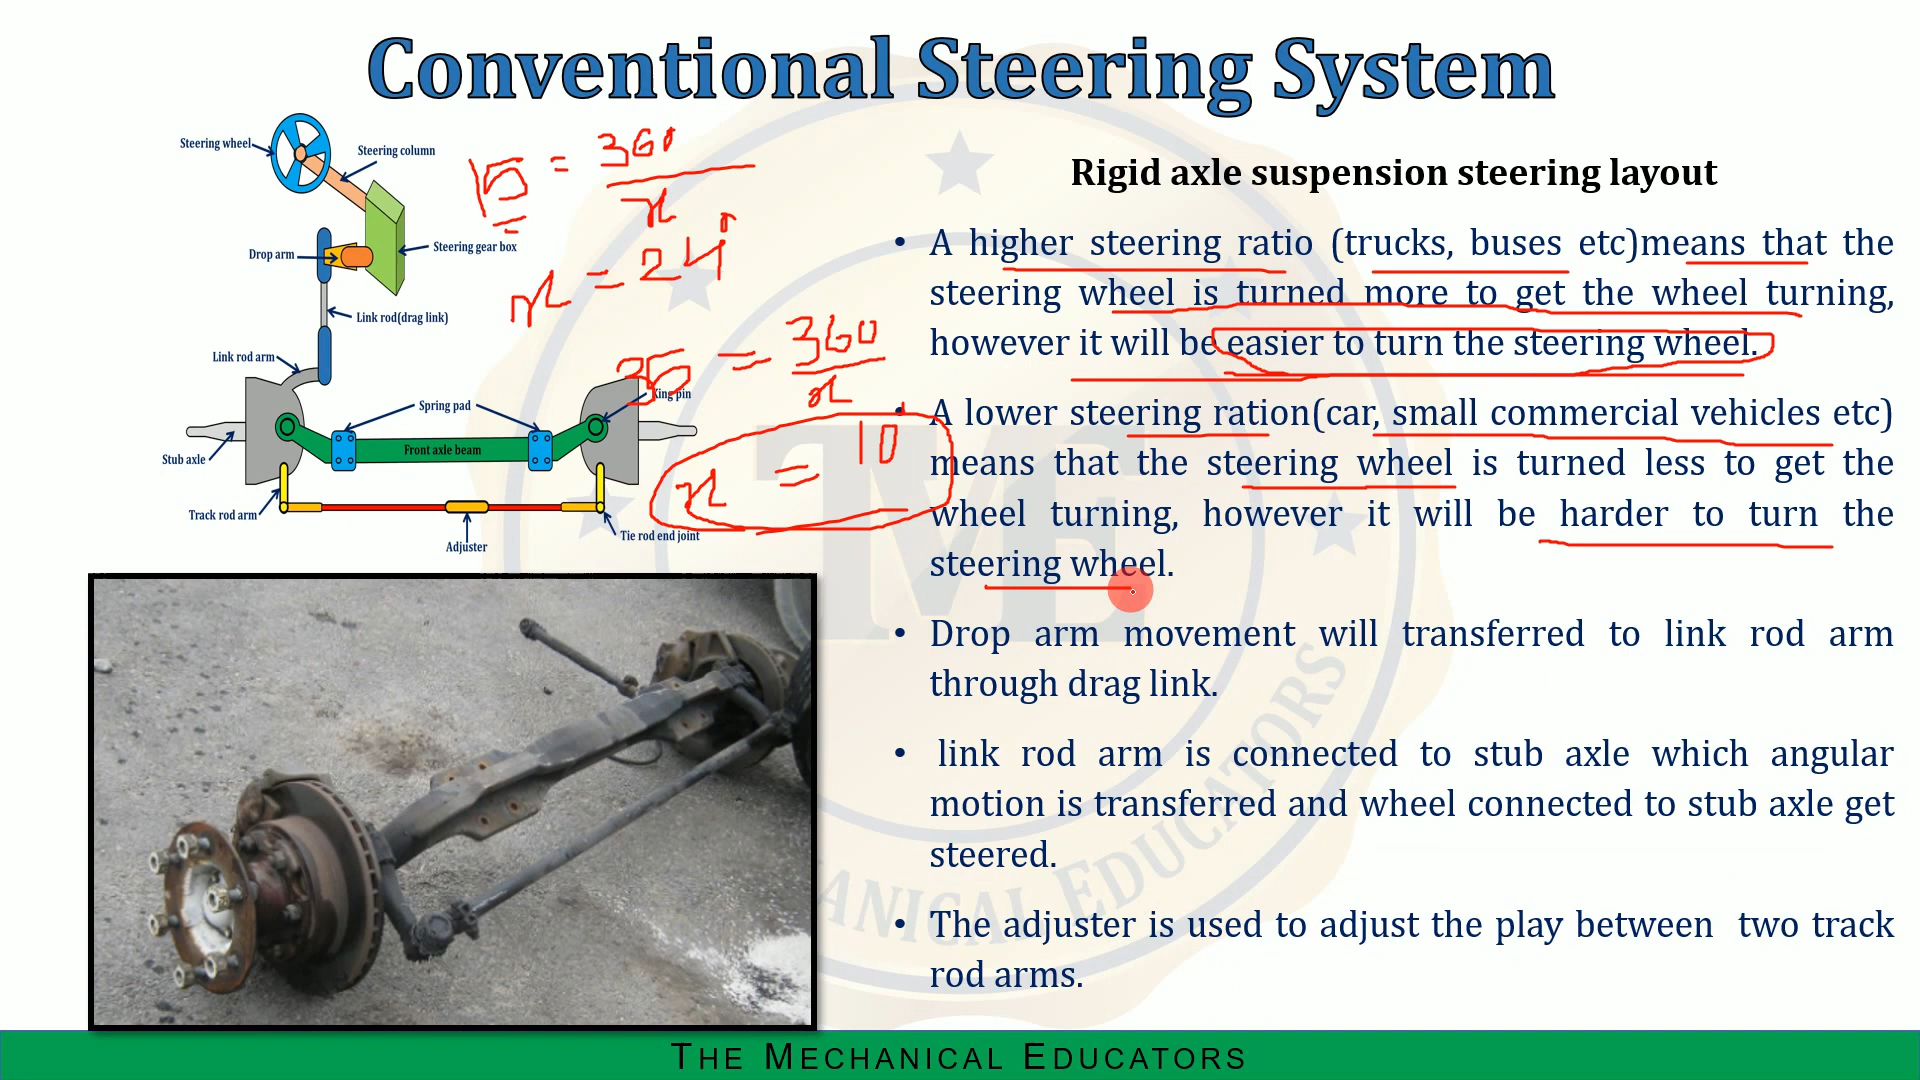 Conventional Steering System
Steering wheel
Steering column
Steering gear box
Drop arm
Link rod(drag link)
Link rod arm
King pin
Spring pad
Front axle beam
Stub axle
Track rod arm
Adjuster
Tie rod end joint
15 = 360° / x
x = 24°
35 = 360 / x
x = 10°
Rigid axle suspension steering layout
• A higher steering ratio (trucks, buses etc)means that the
steering wheel is turned more to get the wheel turning,
however it will be easier to turn the steering wheel.
• A lower steering ration(car, small commercial vehicles etc)
means that the steering wheel is turned less to get the
wheel turning, however it will be harder to turn the
steering wheel.
• Drop arm movement will transferred to link rod arm
through drag link.
• link rod arm is connected to stub axle which angular
motion is transferred and wheel connected to stub axle get
steered.
• The adjuster is used to adjust the play between two track
rod arms.
TME
ANICAL EDUCATORS
THE MECHANICAL EDUCATORS